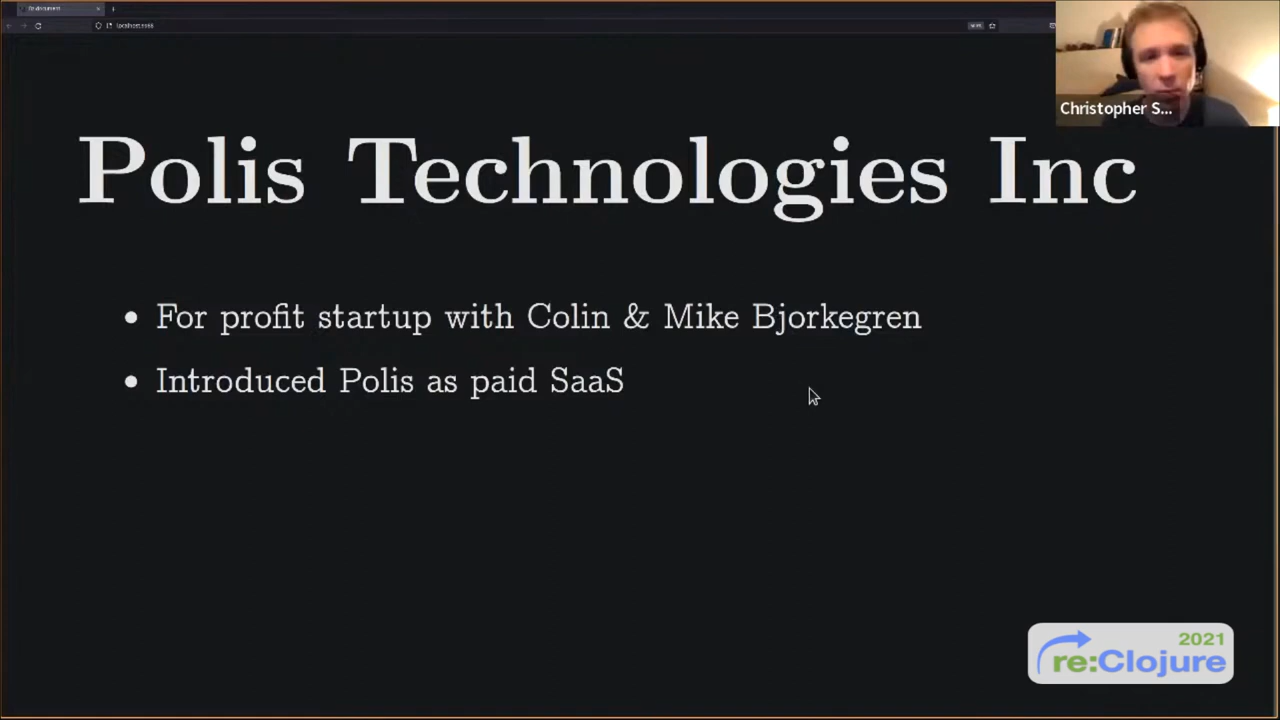 localhost:
Christopher S...
Polis Technologies Inc
• For profit startup with Colin & Mike Bjorkegren
• Introduced Polis as paid SaaS
2021
re:Clojure